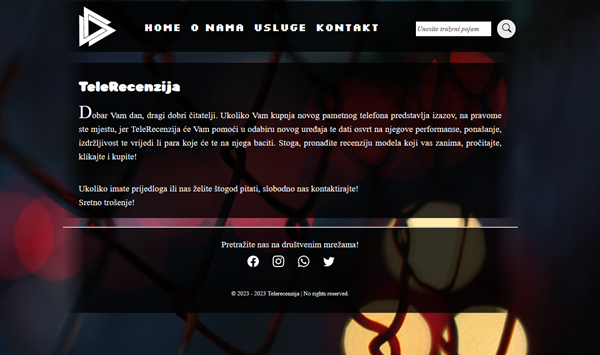 HOME O NAMA USLUGE KONTAKT
Unesite traženi pojam
TeleRecenzija
Dobar Vam dan, dragi dobri čitatelji. Ukoliko Vam kupnja novog pametnog telefona predstavlja izazov, na pravome
ste mjestu, jer TeleRecenzija će Vam pomoći u odabiru novog uređaja te dati osvrt na njegove performanse, ponašanje,
izdržljivost te vrijedi li para koje će te na njega baciti. Stoga, pronađite recenziju modela koji vas zanima, pročitajte,
klikajte i kupite!
Ukoliko imate prijedloga ili nas želite štogod pitati, slobodno nas kontaktirajte!
Sretno trošenje!
Pretražite nas na društvenim mrežama!
© 2023 - 2023 Telerecenzija | No rights reserved.